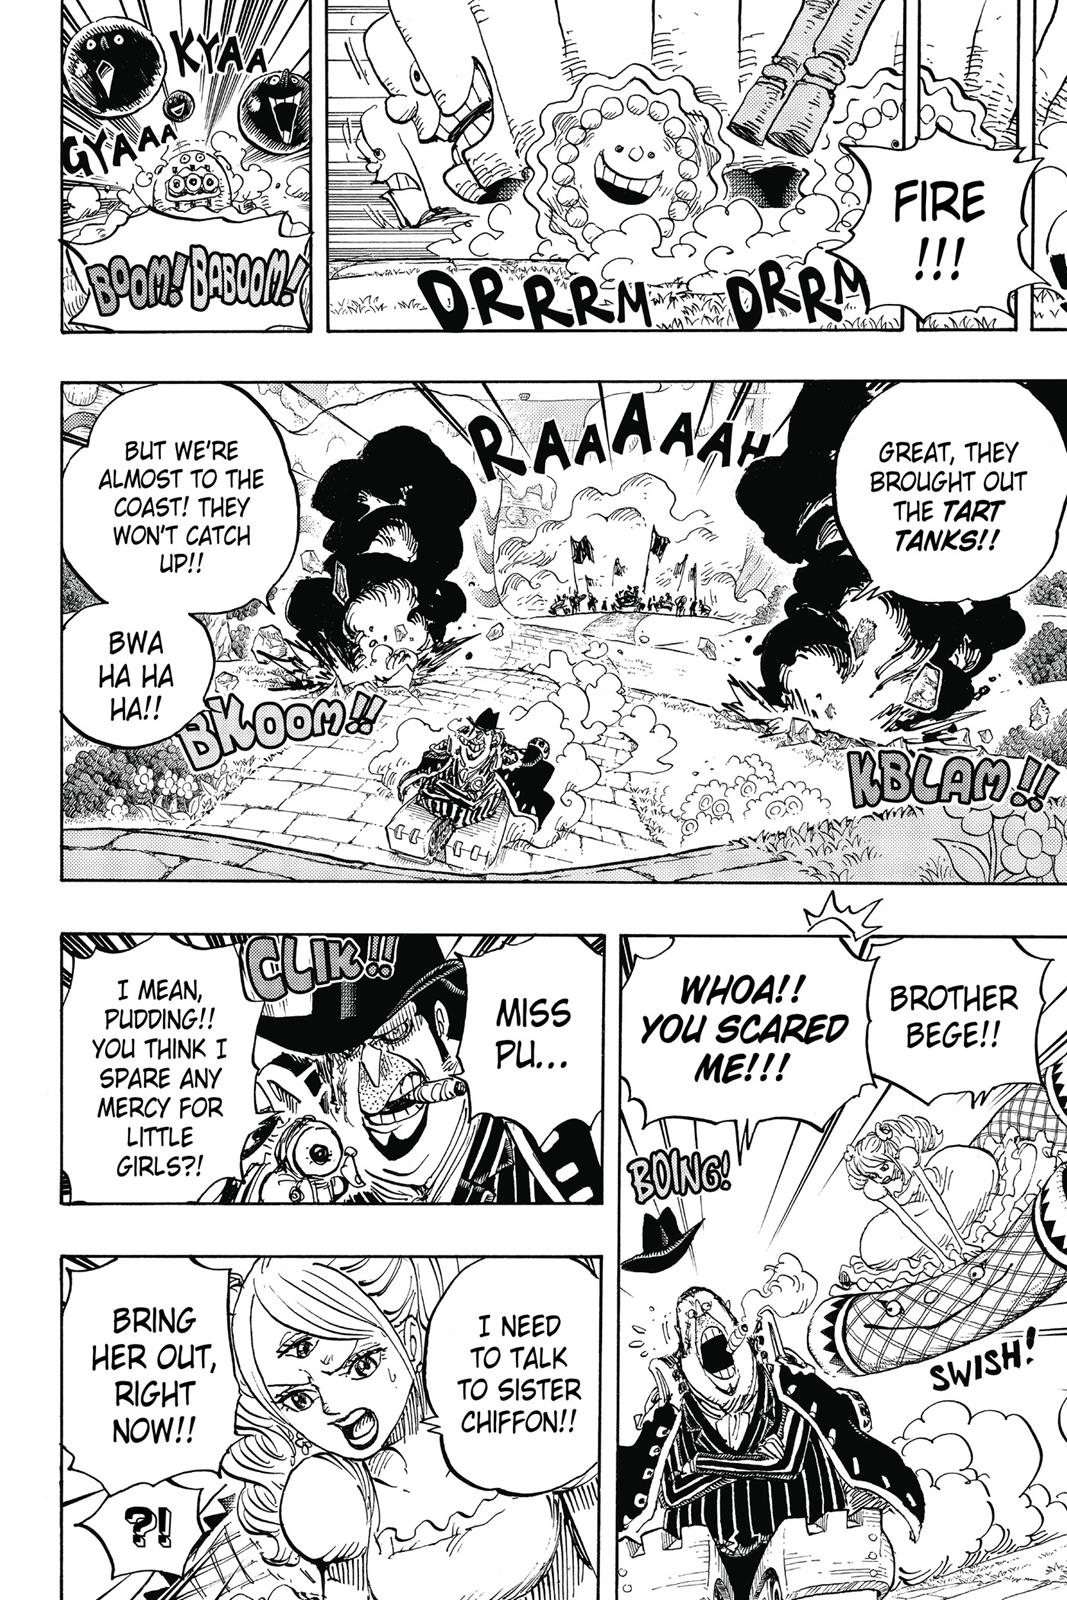 FIRE
!!!
DRRRM
DRRM
KYAA
GYAAA
BOOM! BABOOM!
GREAT, THEY
BROUGHT OUT
THE TART
TANKS!!
RAAAAAAH
BUT WE'RE
ALMOST TO THE
COAST! THEY
WON'T CATCH
UP!!
BWA
HA HA
HA!!
BKOOM!!
KBLAM!!
BROTHER
BEGE!!
WHOA!!
YOU SCARED
ME!!!
BOING!
SWISH!
MISS
PU...
CLIK!!
I MEAN,
PUDDING!!
YOU THINK I
SPARE ANY
MERCY FOR
LITTLE
GIRLS?!
I NEED
TO TALK
TO SISTER
CHIFFON!!
BRING
HER OUT,
RIGHT
NOW!!
?!